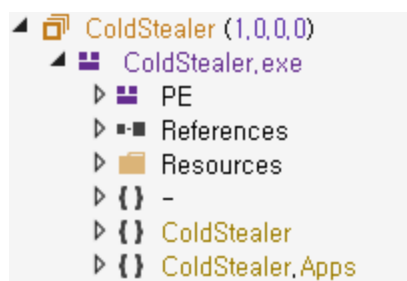 ColdStealer (1,0,0,0)
ColdStealer,exe
PE
References
Resources
{ } -
{ } ColdStealer
{ } ColdStealer,Apps